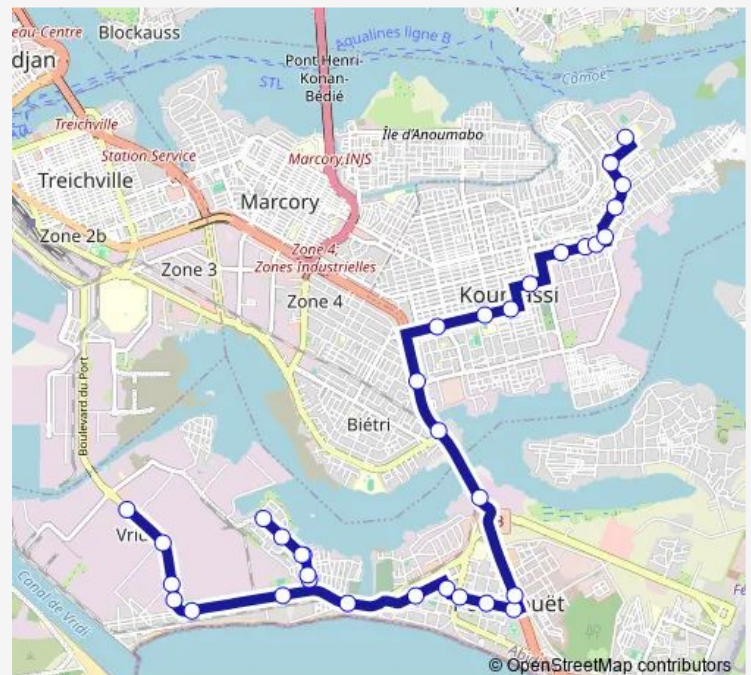 eau-Centre
Blockauss
djan
Aqualines ligne B
Pont Henri-
Konan-
Bédié
STL
Comoé
Treichville
Île d'Anoumabo
Station Service
Marcory INJS
Treichville
Marcory
Zone 2b
Zone 4,
Zones Industrielles
Zone 3
Zone 4
Boulevard du Port
Biétri
Canal de Vridi
© OpenStreetMap contributors